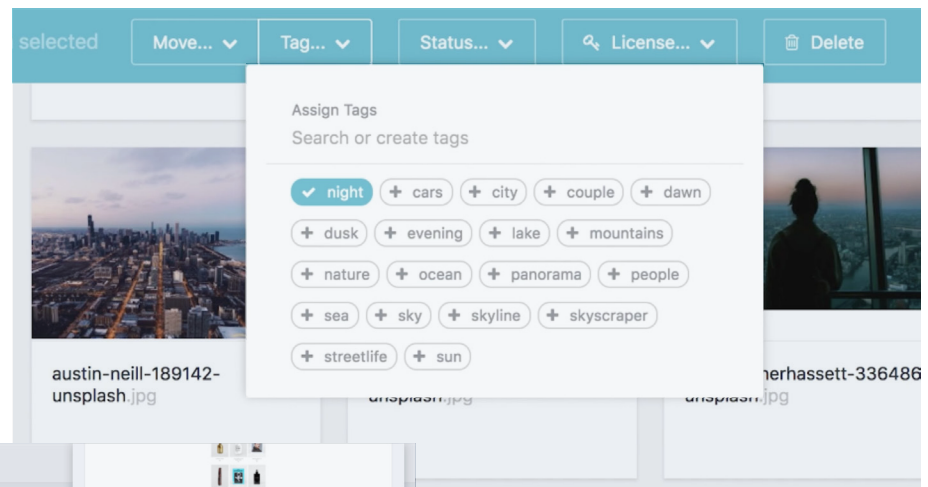 selected Move... Tag... Status... License... Delete
Assign Tags
Search or create tags
night cars city couple dawn
dusk evening lake mountains
nature ocean panorama people
sea sky skyline skyscraper
streetlife sun
austin-neill-189142-
unsplash.jpg
unsplash.jpg
herhassett-336486
unsplash.jpg